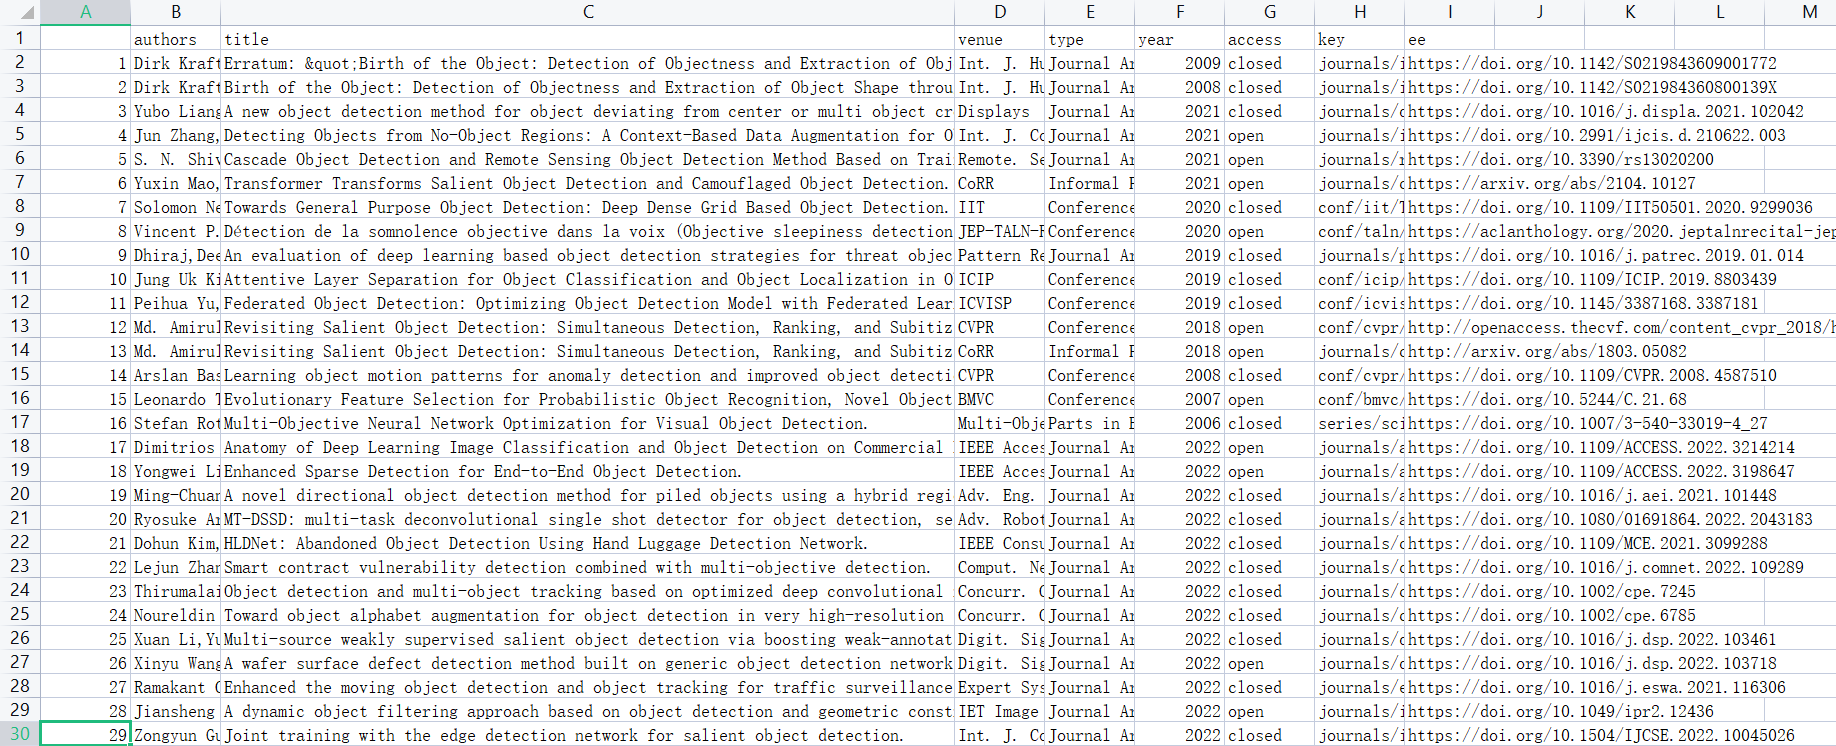 A B C D E F G H I J K L M
1 authors title venue type year access key ee
2 1 Dirk Kraft Erratum: &quot;Birth of the Object: Detection of Objectness and Extraction of Obj Int. J. Hu Journal Ar 2009 closed journals/i https://doi.org/10.1142/S0219843609001772
3 2 Dirk Kraft Birth of the Object: Detection of Objectness and Extraction of Object Shape throu Int. J. Hu Journal Ar 2008 closed journals/i https://doi.org/10.1142/S021984360800139X
4 3 Yubo Liang A new object detection method for object deviating from center or multi object cr Displays Journal Ar 2021 closed journals/d https://doi.org/10.1016/j.displa.2021.102042
5 4 Jun Zhang, Detecting Objects from No-Object Regions: A Context-Based Data Augmentation for O Int. J. Co Journal Ar 2021 open journals/i https://doi.org/10.2991/ijcis.d.210622.003
6 5 S. N. Shiv Cascade Object Detection and Remote Sensing Object Detection Method Based on Trai Remote. Se Journal Ar 2021 open journals/r https://doi.org/10.3390/rs13020200
7 6 Yuxin Mao, Transformer Transforms Salient Object Detection and Camouflaged Object Detection. CoRR Informal P 2021 open journals/c https://arxiv.org/abs/2104.10127
8 7 Solomon Ne Towards General Purpose Object Detection: Deep Dense Grid Based Object Detection. IIT Conference 2020 closed conf/iit/T https://doi.org/10.1109/IIT50501.2020.9299036
9 8 Vincent P. Détection de la somnolence objective dans la voix (Objective sleepiness detection JEP-TALN-R Conference 2020 open conf/taln/ https://aclanthology.org/2020.jeptalnrecital-jep
10 9 Dhiraj,Dee An evaluation of deep learning based object detection strategies for threat objec Pattern Re Journal Ar 2019 closed journals/p https://doi.org/10.1016/j.patrec.2019.01.014
11 10 Jung Uk Ki Attentive Layer Separation for Object Classification and Object Localization in O ICIP Conference 2019 closed conf/icip/ https://doi.org/10.1109/ICIP.2019.8803439
12 11 Peihua Yu, Federated Object Detection: Optimizing Object Detection Model with Federated Lear ICVISP Conference 2019 closed conf/icvis https://doi.org/10.1145/3387168.3387181
13 12 Md. Amirul Revisiting Salient Object Detection: Simultaneous Detection, Ranking, and Subitiz CVPR Conference 2018 open conf/cvpr/ http://openaccess.thecvf.com/content_cvpr_2018/h
14 13 Md. Amirul Revisiting Salient Object Detection: Simultaneous Detection, Ranking, and Subitiz CoRR Informal P 2018 open journals/c http://arxiv.org/abs/1803.05082
15 14 Arslan Bas Learning object motion patterns for anomaly detection and improved object detecti CVPR Conference 2008 closed conf/cvpr/ https://doi.org/10.1109/CVPR.2008.4587510
16 15 Leonardo T Evolutionary Feature Selection for Probabilistic Object Recognition, Novel Object BMVC Conference 2007 open conf/bmvc/ https://doi.org/10.5244/C.21.68
17 16 Stefan Rot Multi-Objective Neural Network Optimization for Visual Object Detection. Multi-Obje Parts in B 2006 closed series/sci https://doi.org/10.1007/3-540-33019-4_27
18 17 Dimitrios Anatomy of Deep Learning Image Classification and Object Detection on Commercial IEEE Acces Journal Ar 2022 open journals/a https://doi.org/10.1109/ACCESS.2022.3214214
19 18 Yongwei Li Enhanced Sparse Detection for End-to-End Object Detection. IEEE Acces Journal Ar 2022 open journals/a https://doi.org/10.1109/ACCESS.2022.3198647
20 19 Ming-Chuan A novel directional object detection method for piled objects using a hybrid regi Adv. Eng. Journal Ar 2022 closed journals/a https://doi.org/10.1016/j.aei.2021.101448
21 20 Ryosuke Ar MT-DSSD: multi-task deconvolutional single shot detector for object detection, se Adv. Robot Journal Ar 2022 closed journals/a https://doi.org/10.1080/01691864.2022.2043183
22 21 Dohun Kim, HLDNet: Abandoned Object Detection Using Hand Luggage Detection Network. IEEE Consu Journal Ar 2022 closed journals/c https://doi.org/10.1109/MCE.2021.3099288
23 22 Lejun Zhan Smart contract vulnerability detection combined with multi-objective detection. Comput. Ne Journal Ar 2022 closed journals/c https://doi.org/10.1016/j.comnet.2022.109289
24 23 Thirumalai Object detection and multi-object tracking based on optimized deep convolutional Concurr. C Journal Ar 2022 closed journals/c https://doi.org/10.1002/cpe.7245
25 24 Noureldin Toward object alphabet augmentation for object detection in very high-resolution Concurr. C Journal Ar 2022 closed journals/c https://doi.org/10.1002/cpe.6785
26 25 Xuan Li,Yu Multi-source weakly supervised salient object detection via boosting weak-annotat Digit. Sig Journal Ar 2022 closed journals/d https://doi.org/10.1016/j.dsp.2022.103461
27 26 Xinyu Wang A wafer surface defect detection method built on generic object detection network Digit. Sig Journal Ar 2022 open journals/d https://doi.org/10.1016/j.dsp.2022.103718
28 27 Ramakant C Enhanced the moving object detection and object tracking for traffic surveillance Expert Sys Journal Ar 2022 closed journals/e https://doi.org/10.1016/j.eswa.2021.116306
29 28 Jiansheng A dynamic object filtering approach based on object detection and geometric const IET Image Journal Ar 2022 open journals/i https://doi.org/10.1049/ipr2.12436
30 29 Zongyun Gu Joint training with the edge detection network for salient object detection. Int. J. Co Journal Ar 2022 closed journals/i https://doi.org/10.1504/IJCSE.2022.10045026